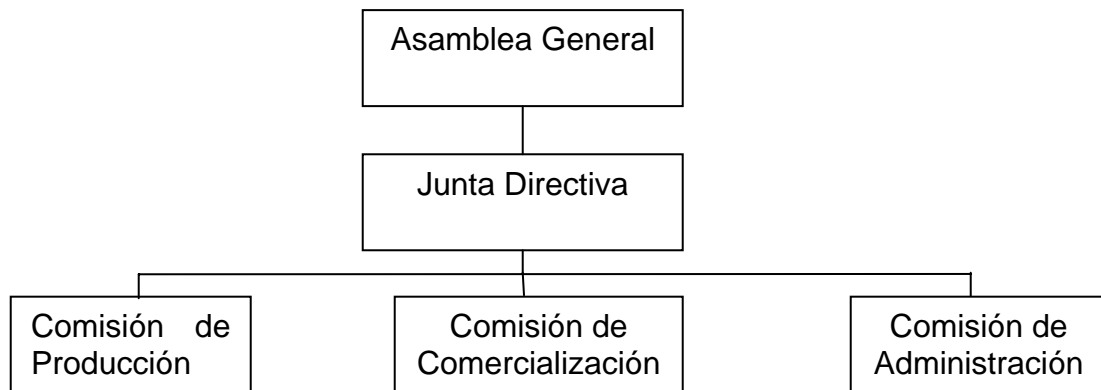 Asamblea General
Junta Directiva
Comisión de
Producción
Comisión de
Comercialización
Comisión de
Administración